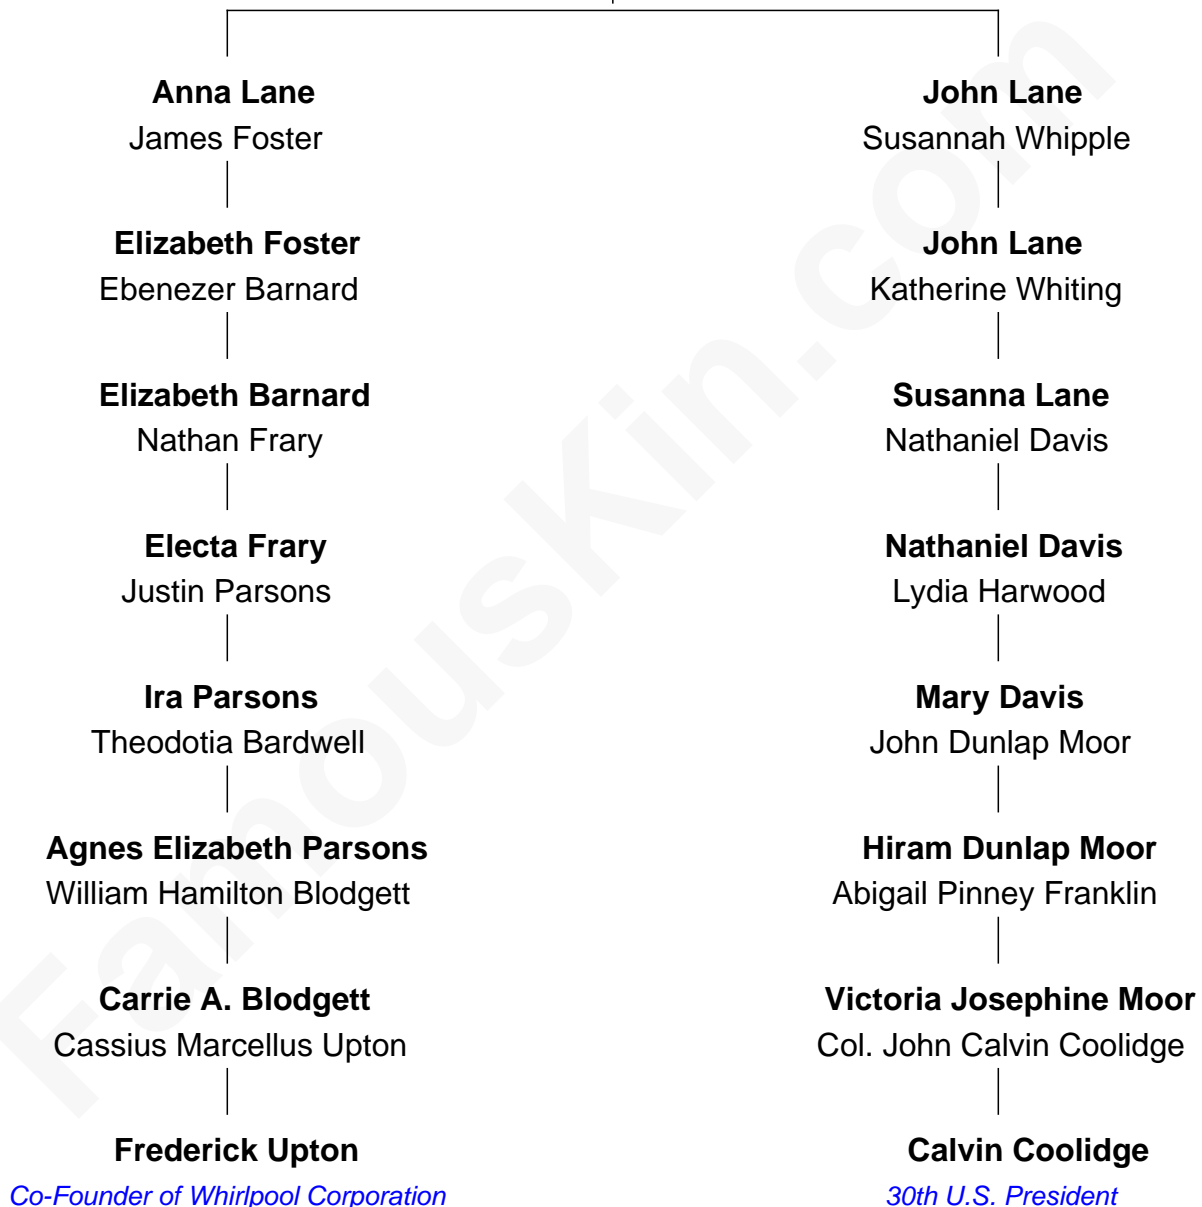 Anna Lane
James Foster
Elizabeth Foster
Ebenezer Barnard
Elizabeth Barnard
Nathan Frary
Electa Frary
Justin Parsons
Ira Parsons
Theodotia Bardwell
Agnes Elizabeth Parsons
William Hamilton Blodgett
Carrie A. Blodgett
Cassius Marcellus Upton
Frederick Upton
Co-Founder of Whirlpool Corporation
John Lane
Susannah Whipple
John Lane
Katherine Whiting
Susanna Lane
Nathaniel Davis
Nathaniel Davis
Lydia Harwood
Mary Davis
John Dunlap Moor
Hiram Dunlap Moor
Abigail Pinney Franklin
Victoria Josephine Moor
Col. John Calvin Coolidge
Calvin Coolidge
30th U.S. President
FamousKin.com